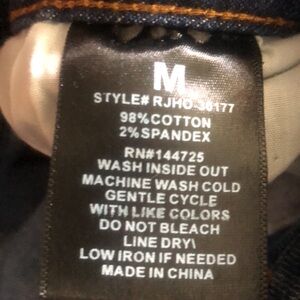 M
STYLE# RJHO-36177
98%COTTON
2%SPANDEX
RN#144725
WASH INSIDE OUT
MACHINE WASH COLD
GENTLE CYCLE
WITH LIKE COLORS
DO NOT BLEACH
LINE DRY\
LOW IRON IF NEEDED
MADE IN CHINA